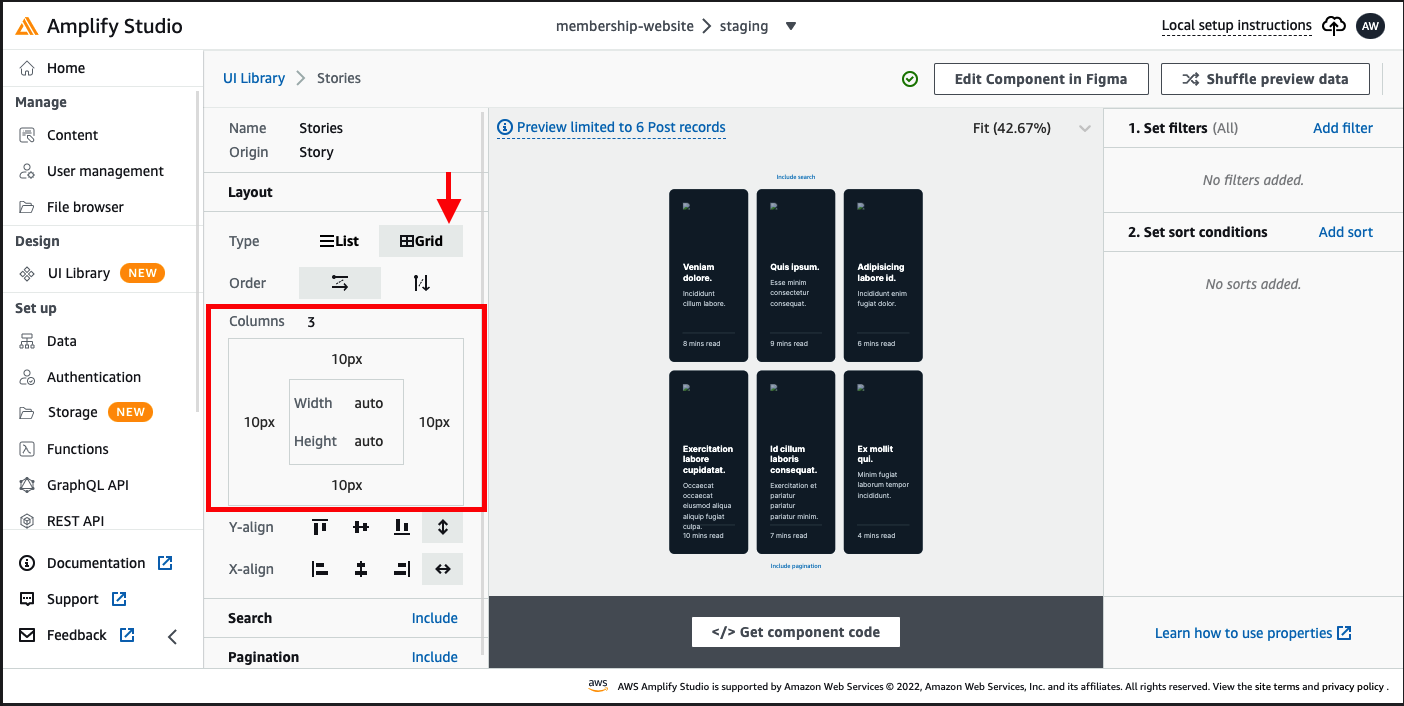 Amplify Studio
membership-website > staging
Local setup instructions
AW
Home
Manage
Content
User management
File browser
Design
UI Library NEW
Set up
Data
Authentication
Storage NEW
Functions
GraphQL API
REST API
Documentation
Support
Feedback
UI Library > Stories
Edit Component in Figma
Shuffle preview data
Name Stories
Origin Story
Layout
Type List Grid
Order
Columns 3
10px
10px
Width auto
Height auto
10px
10px
Y-align
X-align
Search Include
Pagination Include
Preview limited to 6 Post records
Fit (42.67%)
Include search
Veniam
dolore.
Incididunt
cillum labore.
8 mins read
Quis ipsum.
Esse minim
consectetur
consequat.
9 mins read
Adipisicing
labore id.
Incididunt enim
fugiat dolor.
6 mins read
Exercitation
labore
cupidatat.
Occaecat
occaecat
eiusmod aliqua
aliquip fugiat
culpa.
10 mins read
Id cillum
laboris
consequat.
Exercitation et
pariatur
pariatur
pariatur minim.
7 mins read
Ex mollit
qui.
Minim fugiat
laborum tempor
incididunt.
4 mins read
Include pagination
</> Get component code
1. Set filters (All) Add filter
No filters added.
2. Set sort conditions Add sort
No sorts added.
Learn how to use properties
aws AWS Amplify Studio is supported by Amazon Web Services © 2022, Amazon Web Services, Inc. and its affiliates. All rights reserved. View the site terms and privacy policy .